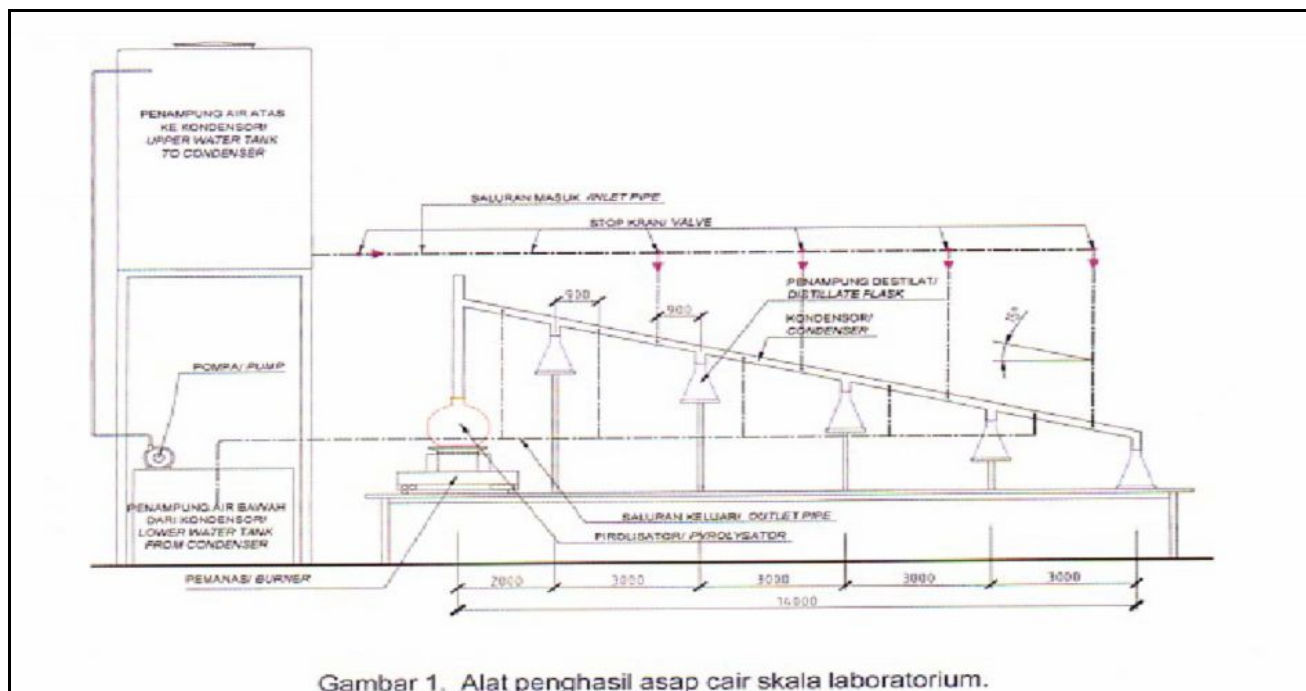 PENAMPUNG AIR ATAS
KE KONDENSOR/
UPPER WATER TANK
TO CONDENSER
SALURAN MASUK /INLET PIPE
STOP KRAN/ VALVE
PENAMPUNG DESTILAT/
DISTILLATE FLASK
KONDENSOR/
CONDENSER
900
900
POMPA/ PUMP
PENAMPUNG AIR BAWAH
DARI KONDENSOR/
LOWER WATER TANK
FROM CONDENSER
SALURAN KELUAR/ OUTLET PIPE
PIROLISATOR/ PYROLYSATOR
PEMANAS/ BURNER
2000
3000
3000
3000
3000
14000
Gambar 1. Alat penghasil asap cair skala laboratorium.